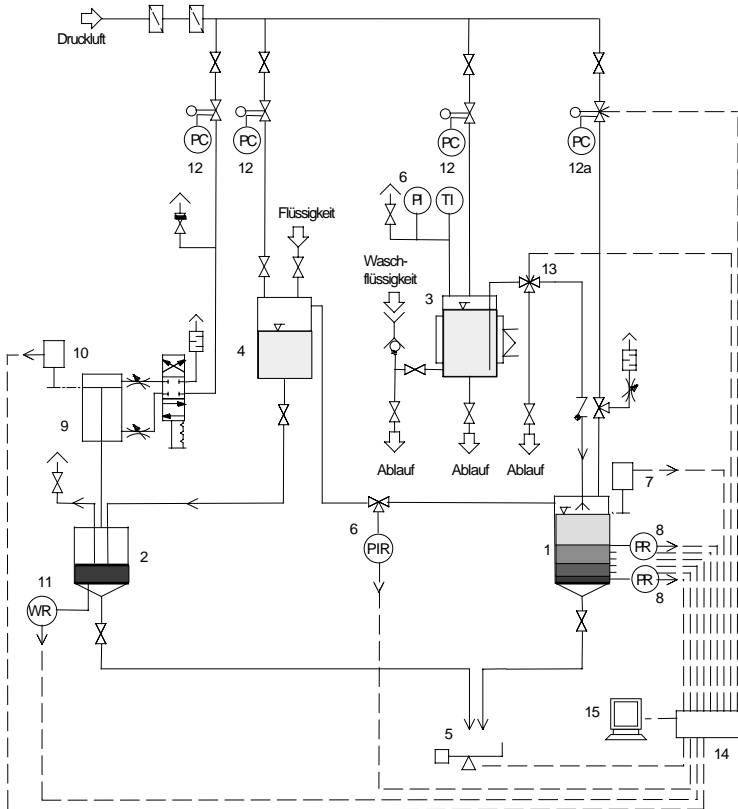 Druckluft
PC
PC
PC
PC
12
12
12
12a
6
PI
TI
Flüssigkeit
Wasch-
flüssigkeit
13
3
10
4
9
Ablauf
Ablauf
Ablauf
7
6
8
2
PIR
1
PR
11
PR
WR
8
15
5
14